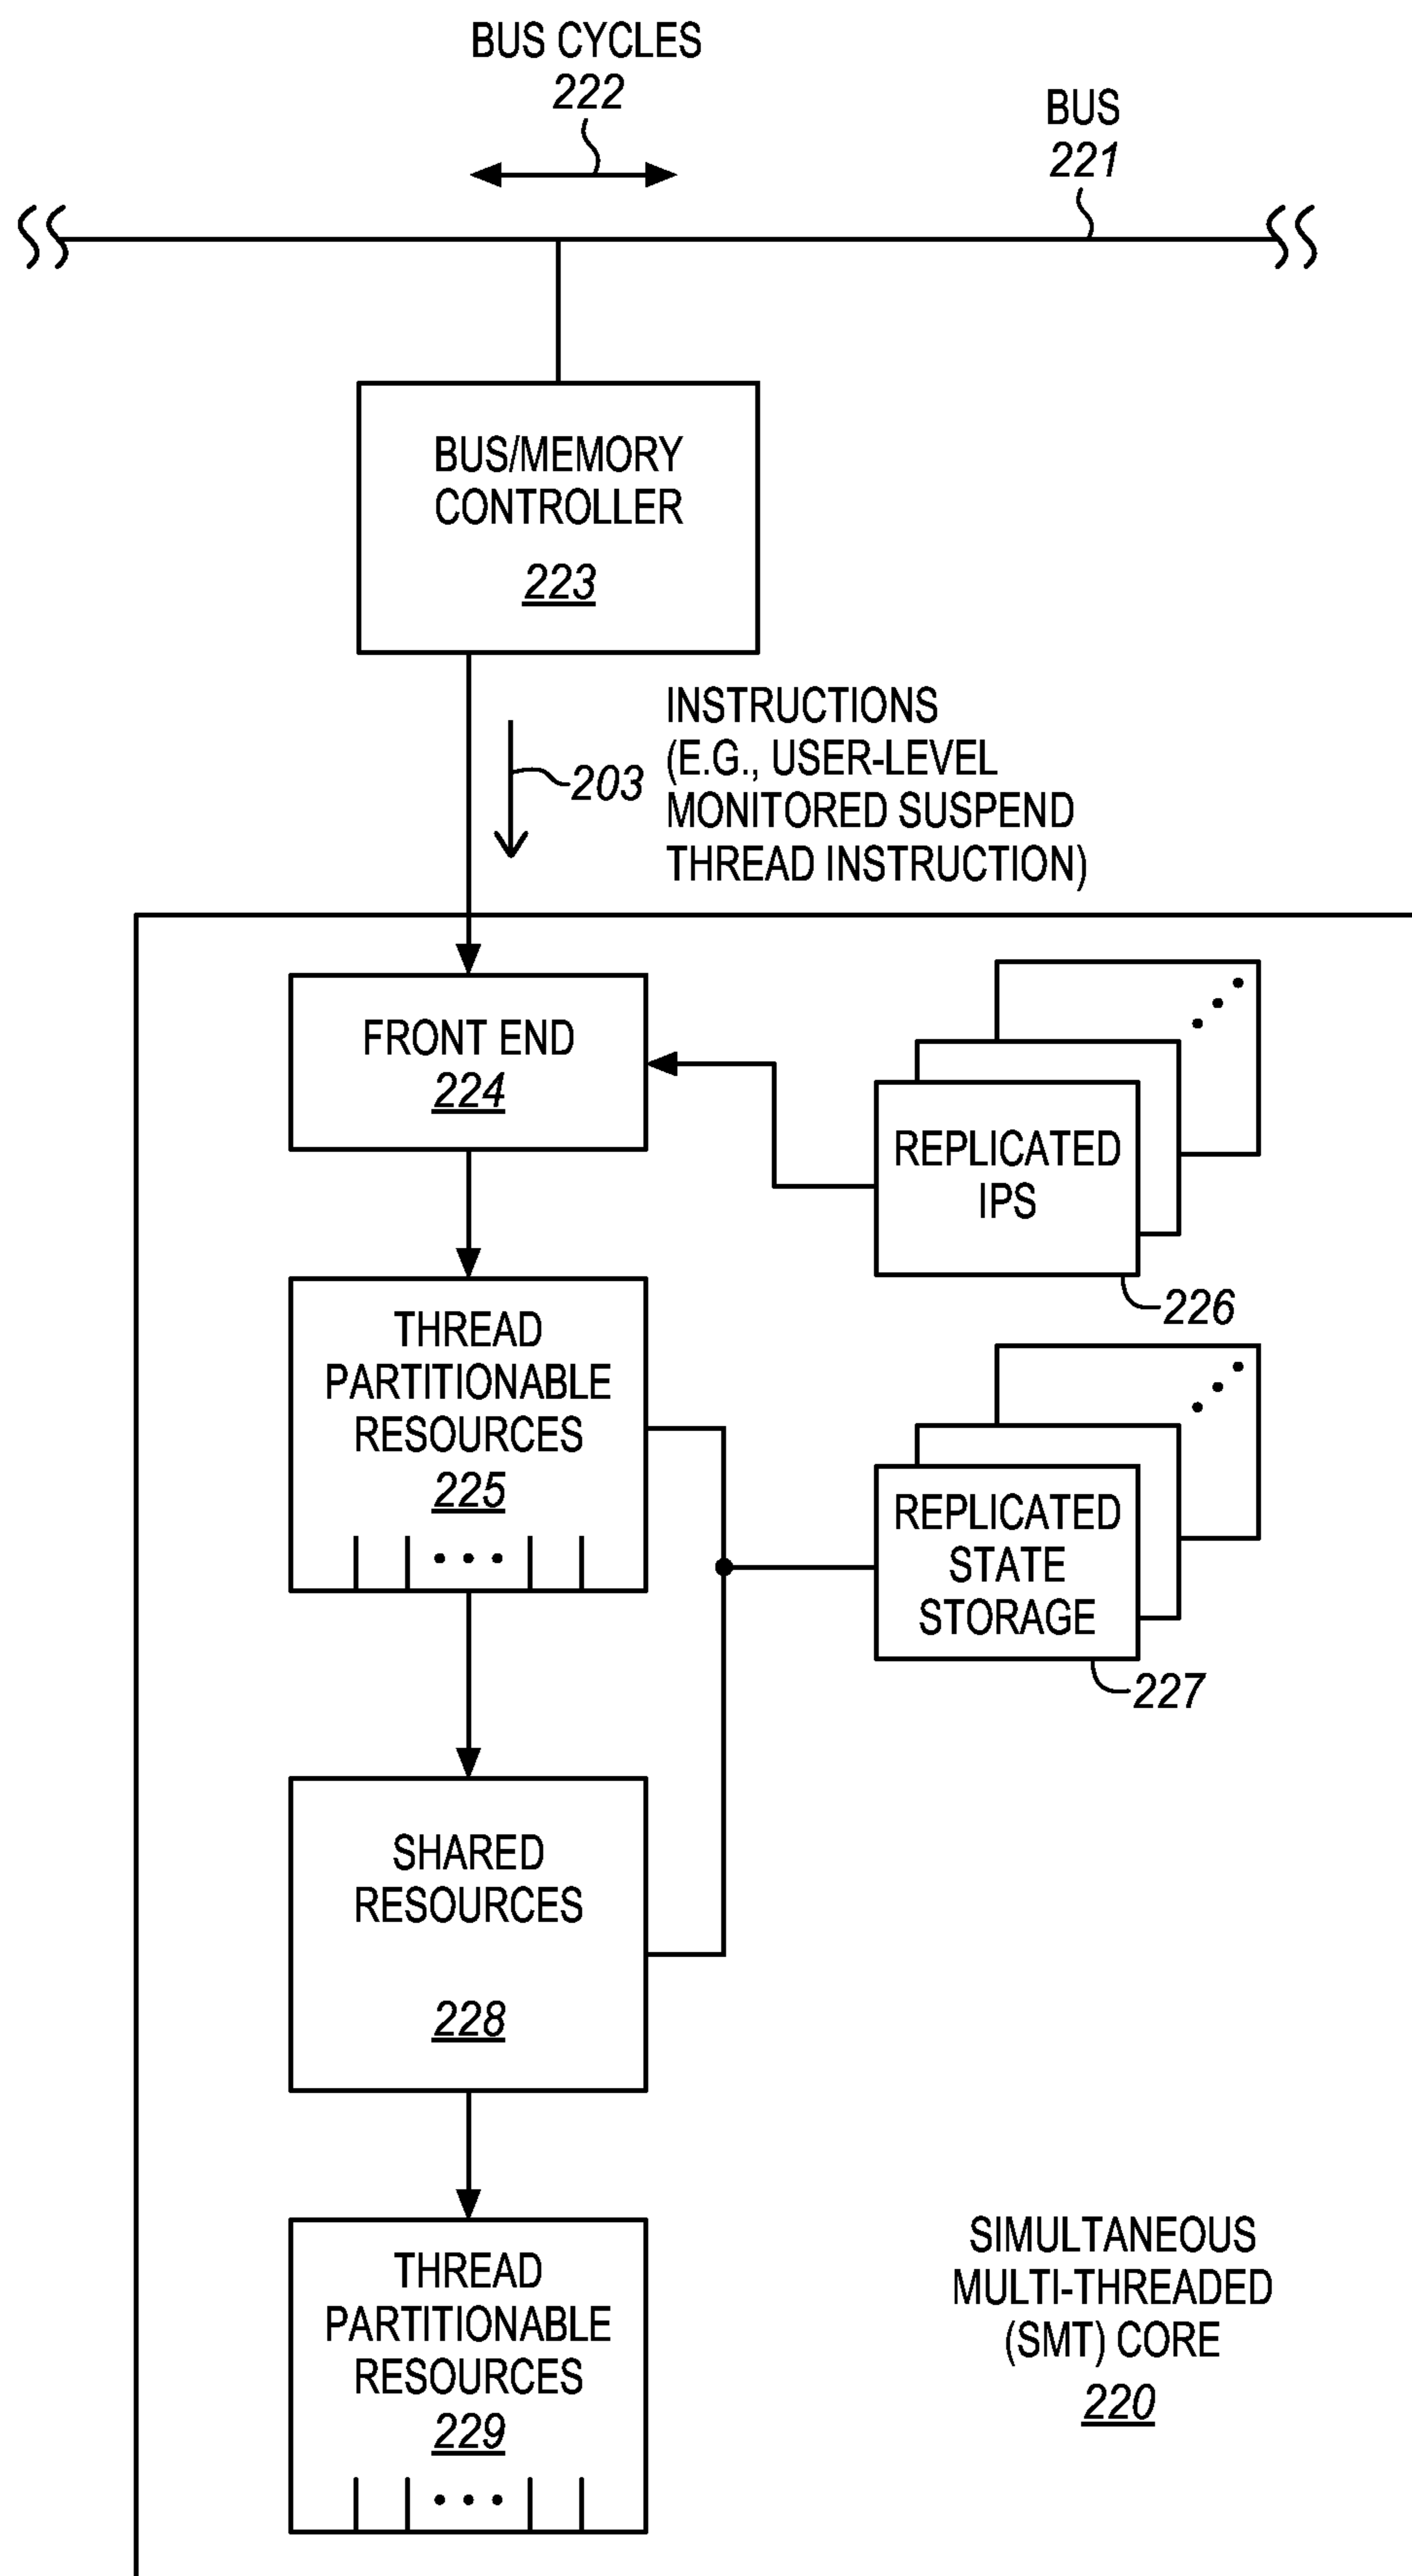 BUS CYCLES
222
BUS
221
BUS/MEMORY
CONTROLLER
223
INSTRUCTIONS
(E.G., USER-LEVEL
MONITORED SUSPEND
THREAD INSTRUCTION)
203
FRONT END
224
REPLICATED
IPS
226
THREAD
PARTITIONABLE
RESOURCES
225
REPLICATED
STATE
STORAGE
227
SHARED
RESOURCES
228
THREAD
PARTITIONABLE
RESOURCES
229
SIMULTANEOUS
MULTI-THREADED
(SMT) CORE
220